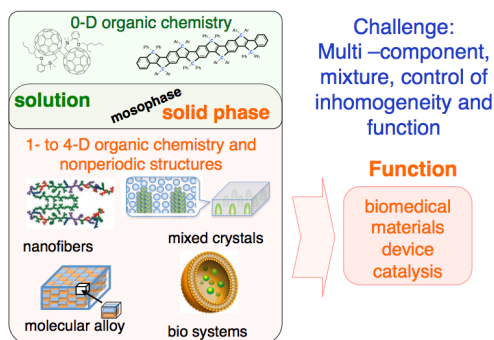 0-D organic chemistry
solution
mosophase
solid phase
1- to 4-D organic chemistry and
nonperiodic structures
nanofibers
mixed crystals
molecular alloy
bio systems
Challenge:
Multi –component,
mixture, control of
inhomogeneity and
function
Function
biomedical
materials
device
catalysis